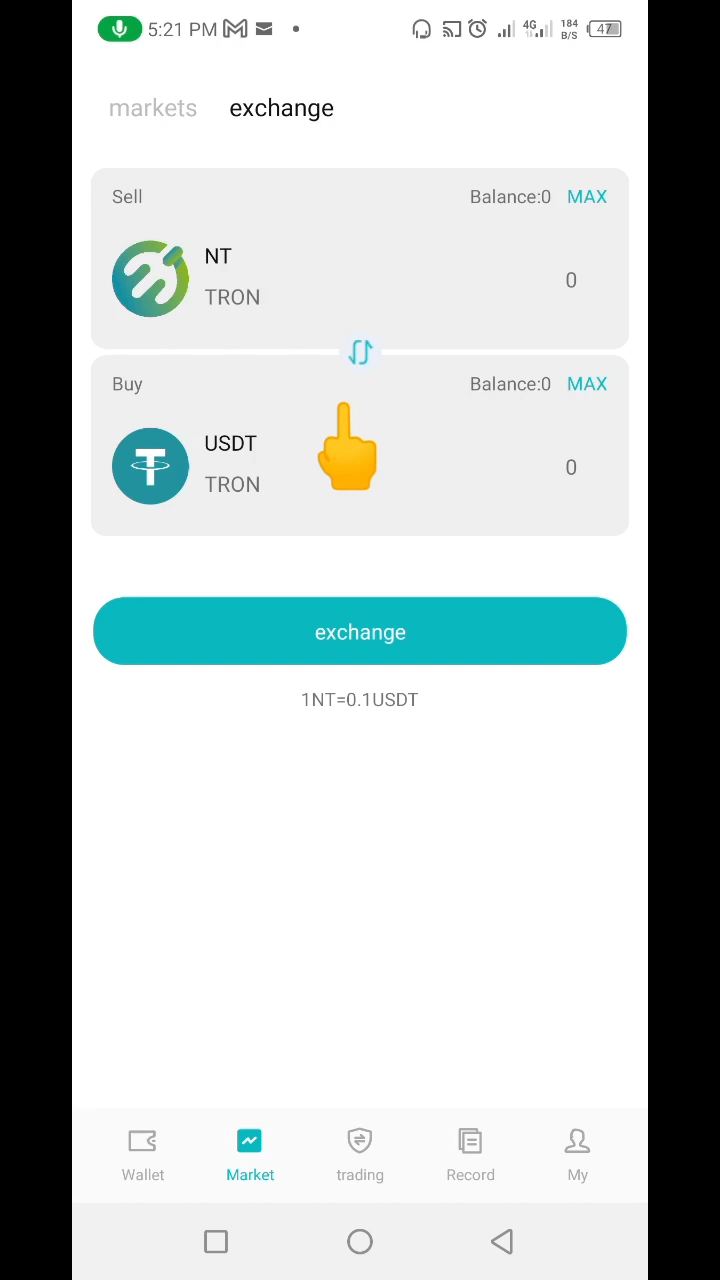 5:21 PM 4G 184 B/S 47
markets exchange
Sell Balance:0 MAX
NT
TRON
0
Buy Balance:0 MAX
USDT
TRON
0
exchange
1NT=0.1USDT
Wallet Market trading Record My